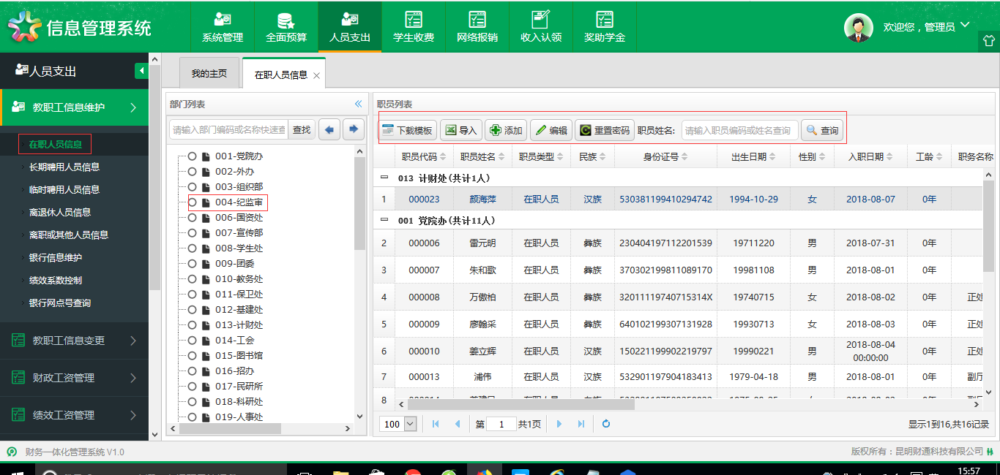 信息管理系统
系统管理 全面预算 人员支出 学生收费 网络报销 收入认领 奖助学金
欢迎您，管理员
人员支出
教职工信息维护
在职人员信息
长期聘用人员信息
临时聘用人员信息
离退休人员信息
离职或其他人员信息
银行信息维护
绩效系数控制
银行网点号查询
教职工信息变更
财政工资管理
绩效工资管理
我的主页 在职人员信息
部门列表
请输入部门编码或名称快速查 查找
001-党院办
002-外办
003-组织部
004-纪监审
006-国资处
007-宣传部
008-学生处
009-团委
010-教务处
011-保卫处
012-基建处
013-计财处
014-工会
015-图书馆
016-招办
017-民研所
018-科研处
019-人事处
职员列表
下载模板 导入 添加 编辑 重置密码 职员姓名: 请输入职员编码或姓名查询 查询
职员代码 职员姓名 职员类型 民族 身份证号 出生日期 性别 入职日期 工龄 职务名称
013 计财处(共计1人)
1 000023 颜海萍 在职人员 汉族 530381199410294742 1994-10-29 女 2018-08-07 0年
001 党院办(共计11人)
2 000006 雷元明 在职人员 彝族 230404197112201539 19711220 男 2018-07-31 0年
3 000007 朱和歌 在职人员 彝族 370302199811089170 19981108 男 2018-08-01 0年
4 000008 万傲柏 在职人员 彝族 32011119740715314X 19740715 女 2018-08-02 0年 正处
5 000009 廖翰采 在职人员 彝族 640102199307131928 19930713 女 2018-08-03 0年 正处
6 000010 姜立辉 在职人员 汉族 150221199902219797 19990221 男 2018-08-04 00:00:00 0年 正处
7 000013 浦伟 在职人员 汉族 532901197904183413 1979-04-18 男 2018-08-01 0年 副厅
8
100 第 1 共1页 显示1到16,共16记录
财务一体化管理系统 V1.0
版权所有：昆明财通科技有限公司
15:57